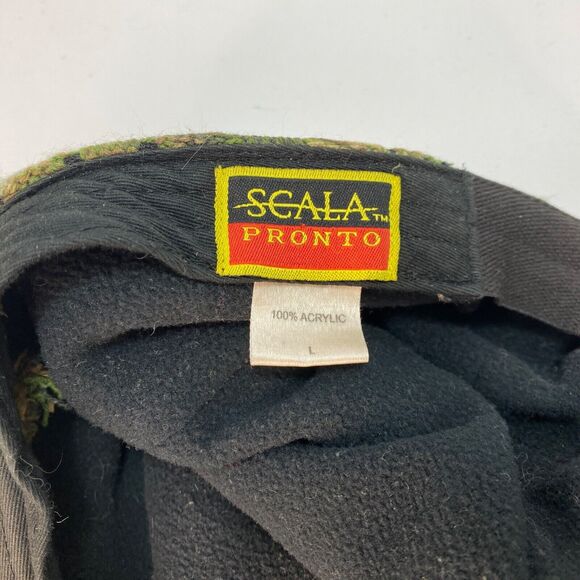 SCALA™
PRONTO
100% ACRYLIC
L